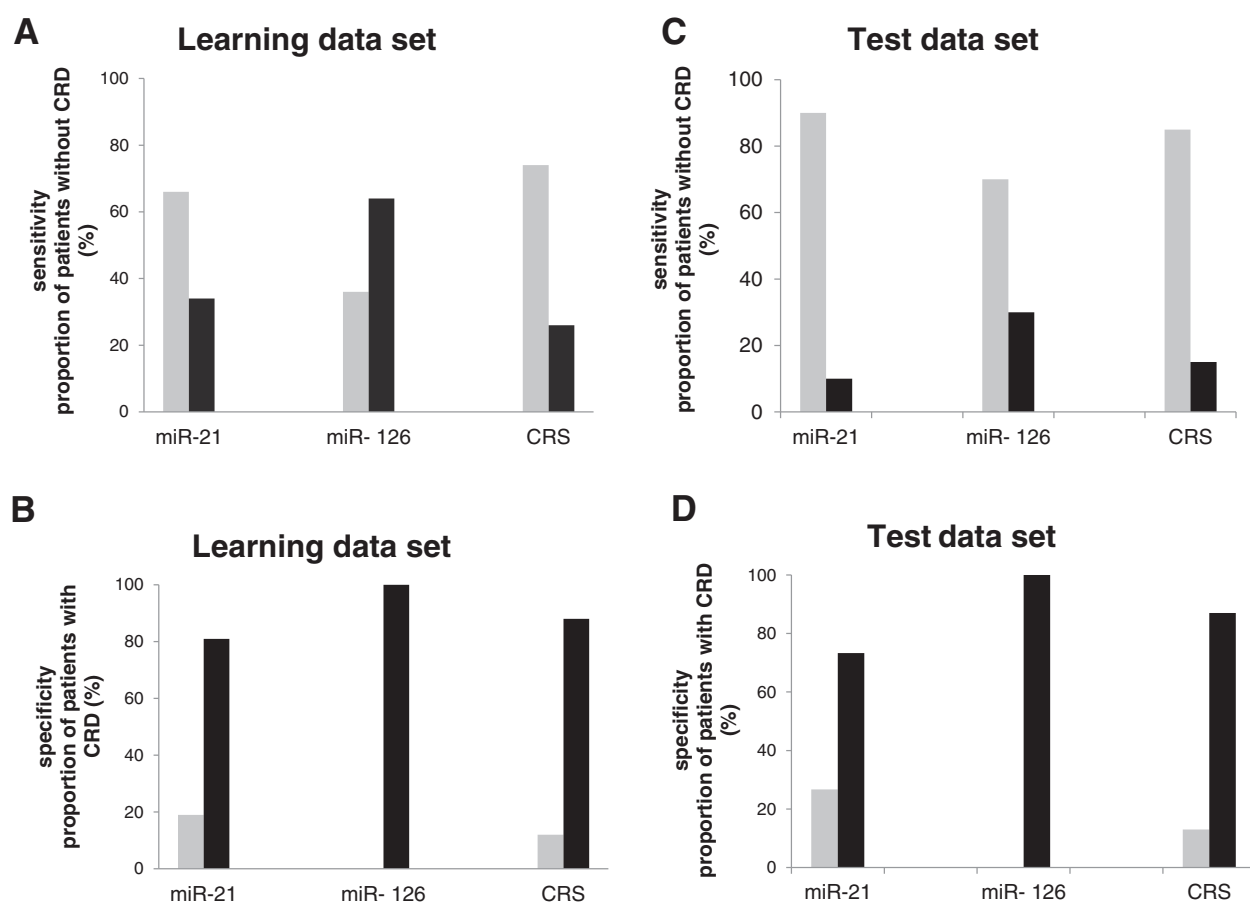 A
Learning data set
sensitivity
proportion of patients without CRD
(%)
100
80
60
40
20
0
miR-21
miR- 126
CRS
C
Test data set
sensitivity
proportion of patients without CRD
(%)
100
80
60
40
20
0
miR-21
miR- 126
CRS
B
Learning data set
specificity
proportion of patients with
CRD (%)
100
80
60
40
20
0
miR-21
miR- 126
CRS
D
Test data set
specificity
proportion of patients with CRD
(%)
100
80
60
40
20
0
miR-21
miR- 126
CRS